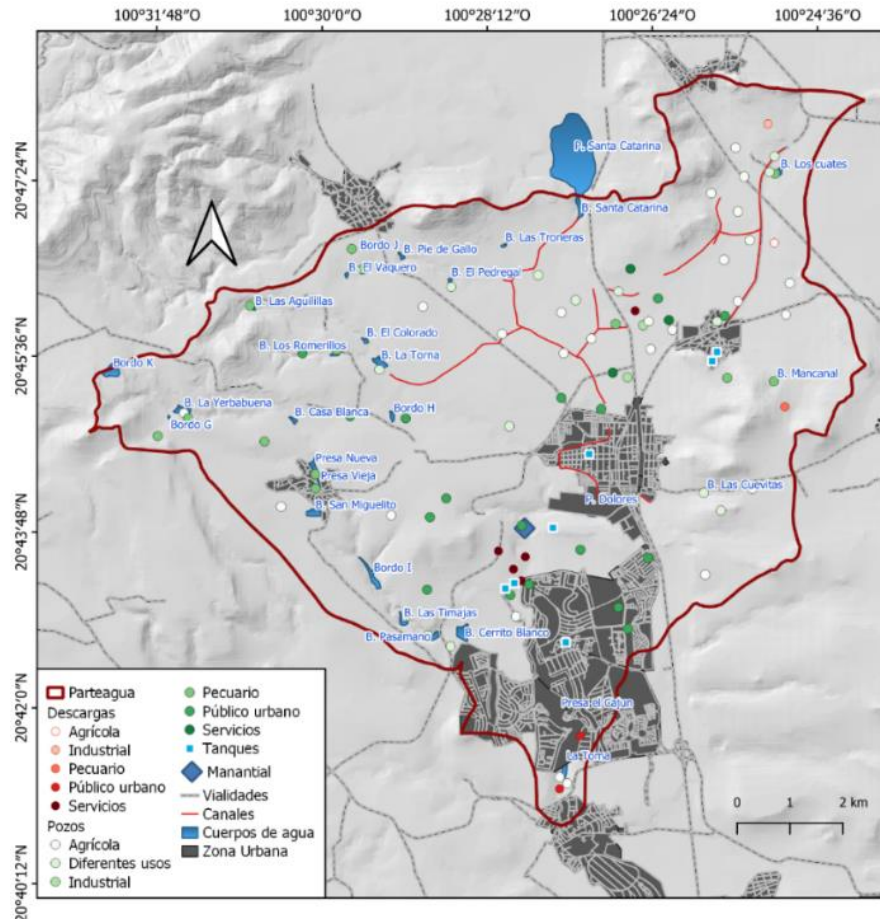 100°31'48"O
100°30'0"O
100°28'12"O
100°26'24"O
100°24'36"O
20°47'24"N
20°45'36"N
20°43'48"N
20°42'0"N
20°40'12"N
P. Santa Catarina
B. Los cuates
B. Santa Catarina
B. Las Troneras
Bordo J
B. Pie de Gallo
B. El Vaquero
B. El Pedregal
B. Las Aguilillas
B. El Colorado
B. Los Romerillos
B. La Torna
Bordo K
B. Mancanal
B. La Yerbabuena
Bordo G
B. Casa Blanca
Bordo H
Presa Nueva
Presa Vieja
B. Las Cuevitas
P. Dolores
B. San Miguelito
Bordo I
B. Las Timajas
B. Pasamano
B. Cerrito Blanco
Presa el Cajun
La Toma
Parteagua
Descargas
Agrícola
Industrial
Pecuario
Público urbano
Servicios
Pozos
Agrícola
Diferentes usos
Industrial
Pecuario
Público urbano
Servicios
Tanques
Manantial
Vialidades
Canales
Cuerpos de agua
Zona Urbana
0 1 2 km